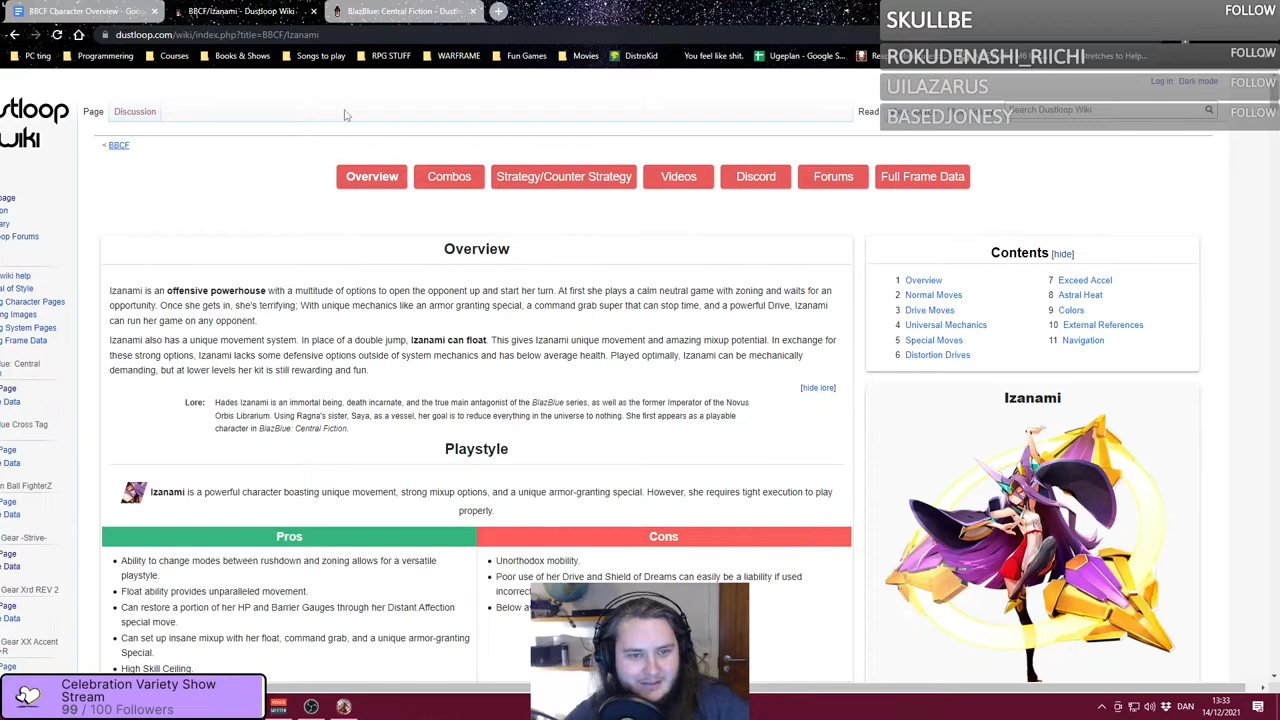 BBCF Character Overview - Goo
BBCF/Izanami - Dustloop Wiki
BlazBlue: Central Fiction - Dustlo
dustloop.com/wiki/index.php?title=BBCF/Izanami
PC ting
Programmering
Courses
Books & Shows
Songs to play
RPG STUFF
WARFRAME
Fun Games
Movies
DistroKid
You feel like shit.
Ugeplan - Google S...
SKULLBE
FOLLOW
ROKUDENASHI_RIICHI
FOLLOW
UILAZARUS
FOLLOW
BASEDJONESY
FOLLOW
Log in
Dark mode
Page
Discussion
Read
Search Dustloop Wiki
< BBCF
Overview
Combos
Strategy/Counter Strategy
Videos
Discord
Forums
Full Frame Data
Overview
Izanami is an offensive powerhouse with a multitude of options to open the opponent up and start her turn. At first she plays a calm neutral game with zoning and waits for an
opportunity. Once she gets in, she's terrifying; With unique mechanics like an armor granting special, a command grab super that can stop time, and a powerful Drive, Izanami
can run her game on any opponent.
Izanami also has a unique movement system. In place of a double jump, Izanami can float. This gives Izanami unique movement and amazing mixup potential. In exchange for
these strong options, Izanami lacks some defensive options outside of system mechanics and has below average health. Played optimally, Izanami can be mechanically
demanding, but at lower levels her kit is still rewarding and fun.
[hide lore]
Lore:
Hades Izanami is an immortal being, death incarnate, and the true main antagonist of the BlazBlue series, as well as the former Imperator of the Novus
Orbis Librarium. Using Ragna's sister, Saya, as a vessel, her goal is to reduce everything in the universe to nothing. She first appears as a playable
character in BlazBlue: Central Fiction.
Playstyle
Izanami is a powerful character boasting unique movement, strong mixup options, and a unique armor-granting special. However, she requires tight execution to play
properly.
Pros
Cons
• Ability to change modes between rushdown and zoning allows for a versatile
playstyle.
• Float ability provides unparalleled movement.
• Can restore a portion of her HP and Barrier Gauges through her Distant Affection
special move.
• Can set up insane mixup with her float, command grab, and a unique armor-granting
Special.
• High Skill Ceiling.
• Unorthodox mobility.
• Poor use of her Drive and Shield of Dreams can easily be a liability if used
Contents [hide]
1 Overview
2 Normal Moves
3 Drive Moves
4 Universal Mechanics
5 Special Moves
6 Distortion Drives
7 Exceed Accel
8 Astral Heat
9 Colors
10 External References
11 Navigation
Izanami
Celebration Variety Show
Stream
99 / 100 Followers
DAN
13:33
14/12/2021